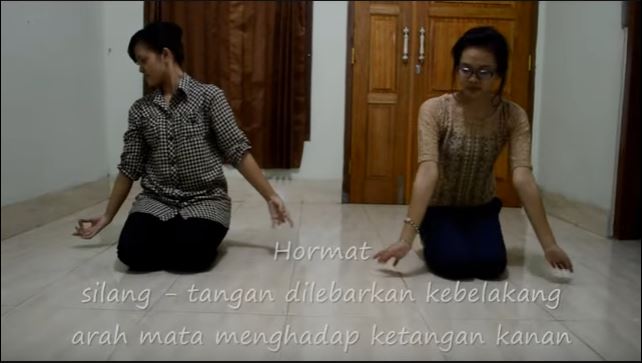 Hormat
silang - tangan dilebarkan kebelakang
arah mata menghadap ketangan kanan